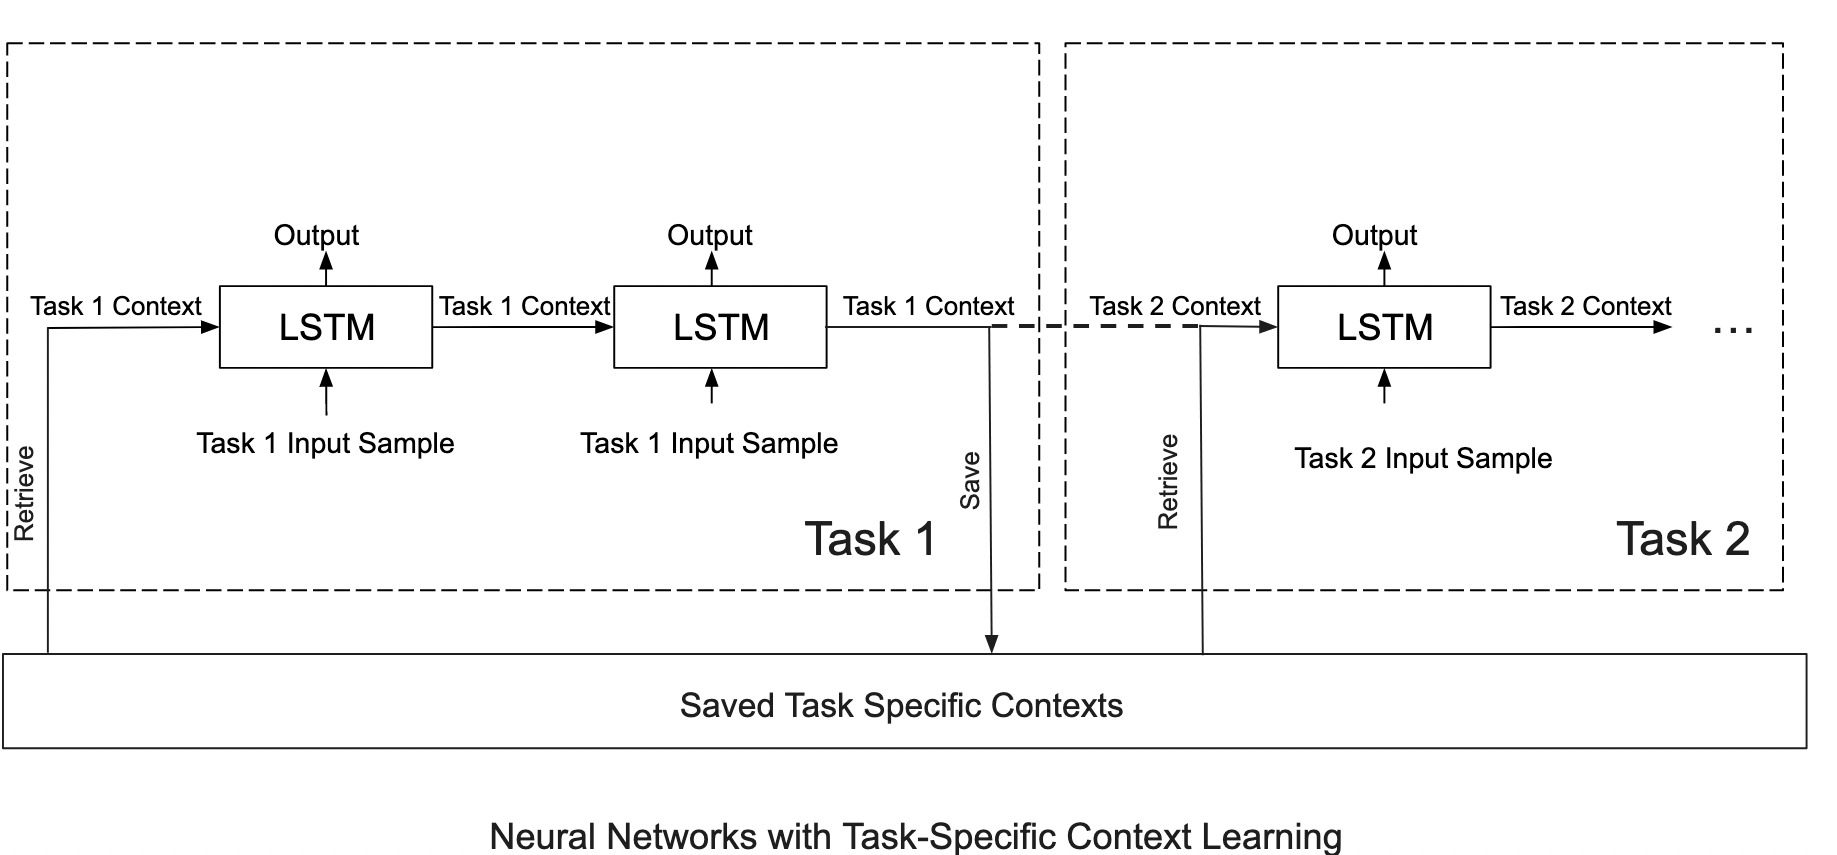 Output
Output
Output
Task 1 Context
Task 1 Context
Task 1 Context
Task 2 Context
Task 2 Context
LSTM
LSTM
LSTM
...
Task 1 Input Sample
Task 1 Input Sample
Task 2 Input Sample
Retrieve
Save
Retrieve
Task 1
Task 2
Saved Task Specific Contexts
Neural Networks with Task-Specific Context Learning